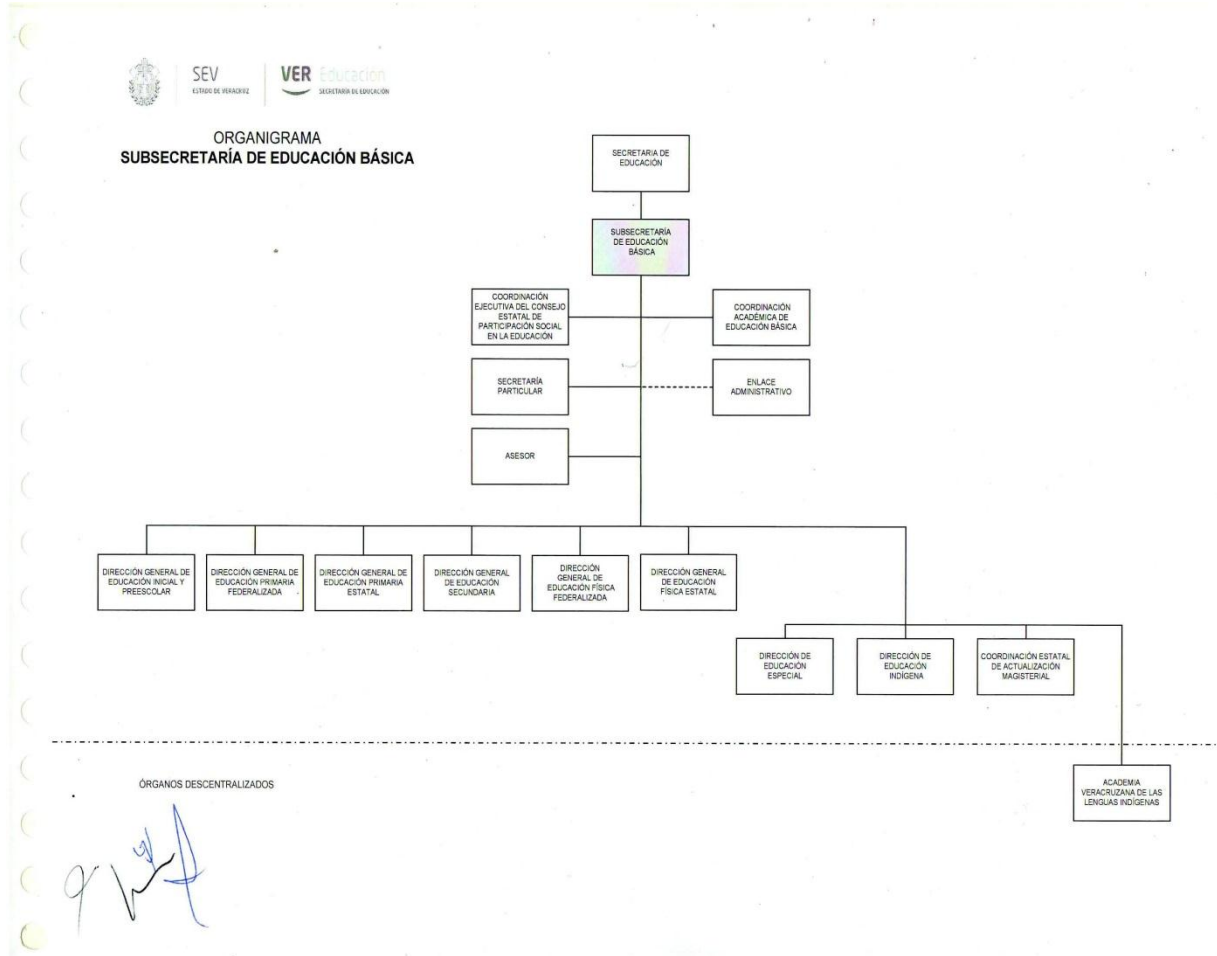 SEV
ESTADO DE VERACRUZ
VER Educación
SECRETARÍA DE EDUCACIÓN
ORGANIGRAMA
SUBSECRETARÍA DE EDUCACIÓN BÁSICA
SECRETARIA DE
EDUCACIÓN
SUBSECRETARÍA
DE EDUCACIÓN
BÁSICA
COORDINACIÓN
EJECUTIVA DEL CONSEJO
ESTATAL DE
PARTICIPACIÓN SOCIAL
EN LA EDUCACIÓN
COORDINACIÓN
ACADÉMICA DE
EDUCACIÓN BÁSICA
SECRETARÍA
PARTICULAR
ENLACE
ADMINISTRATIVO
ASESOR
DIRECCIÓN GENERAL DE
EDUCACIÓN INICIAL Y
PREESCOLAR
DIRECCIÓN GENERAL DE
EDUCACIÓN PRIMARIA
FEDERALIZADA
DIRECCIÓN GENERAL DE
EDUCACIÓN PRIMARIA
ESTATAL
DIRECCIÓN GENERAL
DE EDUCACIÓN
SECUNDARIA
DIRECCIÓN
GENERAL DE
EDUCACIÓN FÍSICA
FEDERALIZADA
DIRECCIÓN GENERAL
DE EDUCACIÓN
FÍSICA ESTATAL
DIRECCIÓN DE
EDUCACIÓN
ESPECIAL
DIRECCIÓN DE
EDUCACIÓN
INDÍGENA
COORDINACIÓN ESTATAL
DE ACTUALIZACIÓN
MAGISTERIAL
ÓRGANOS DESCENTRALIZADOS
ACADEMIA
VERACRUZANA DE LAS
LENGUAS INDÍGENAS